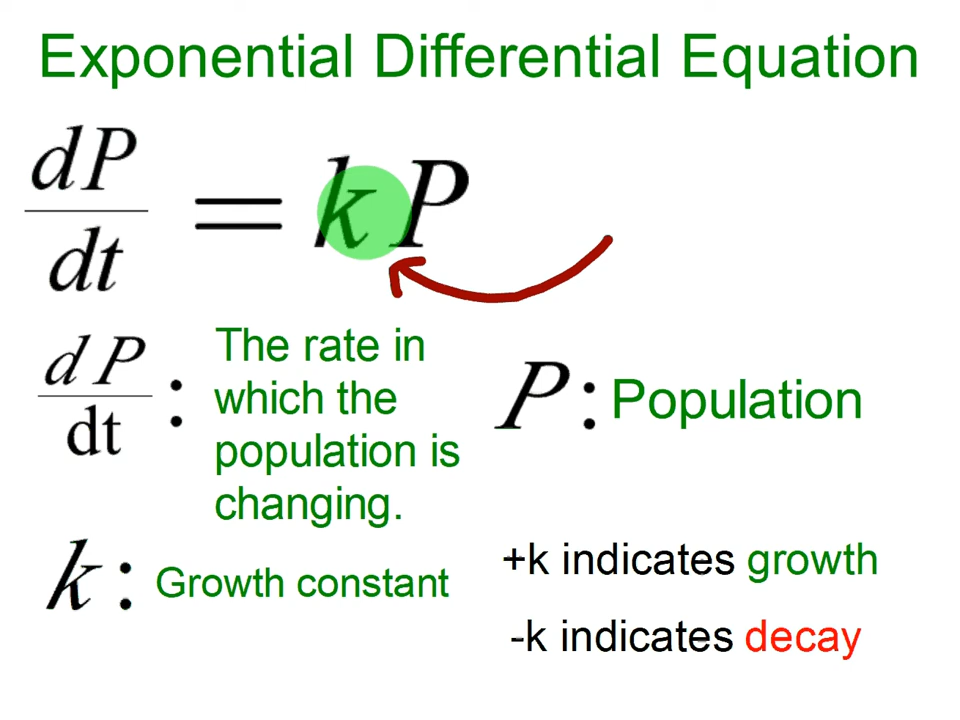 Exponential Differential Equation
dP/dt = kP
dP/dt : The rate in
which the
population is
changing.
P: Population
k: Growth constant
+k indicates growth
-k indicates decay